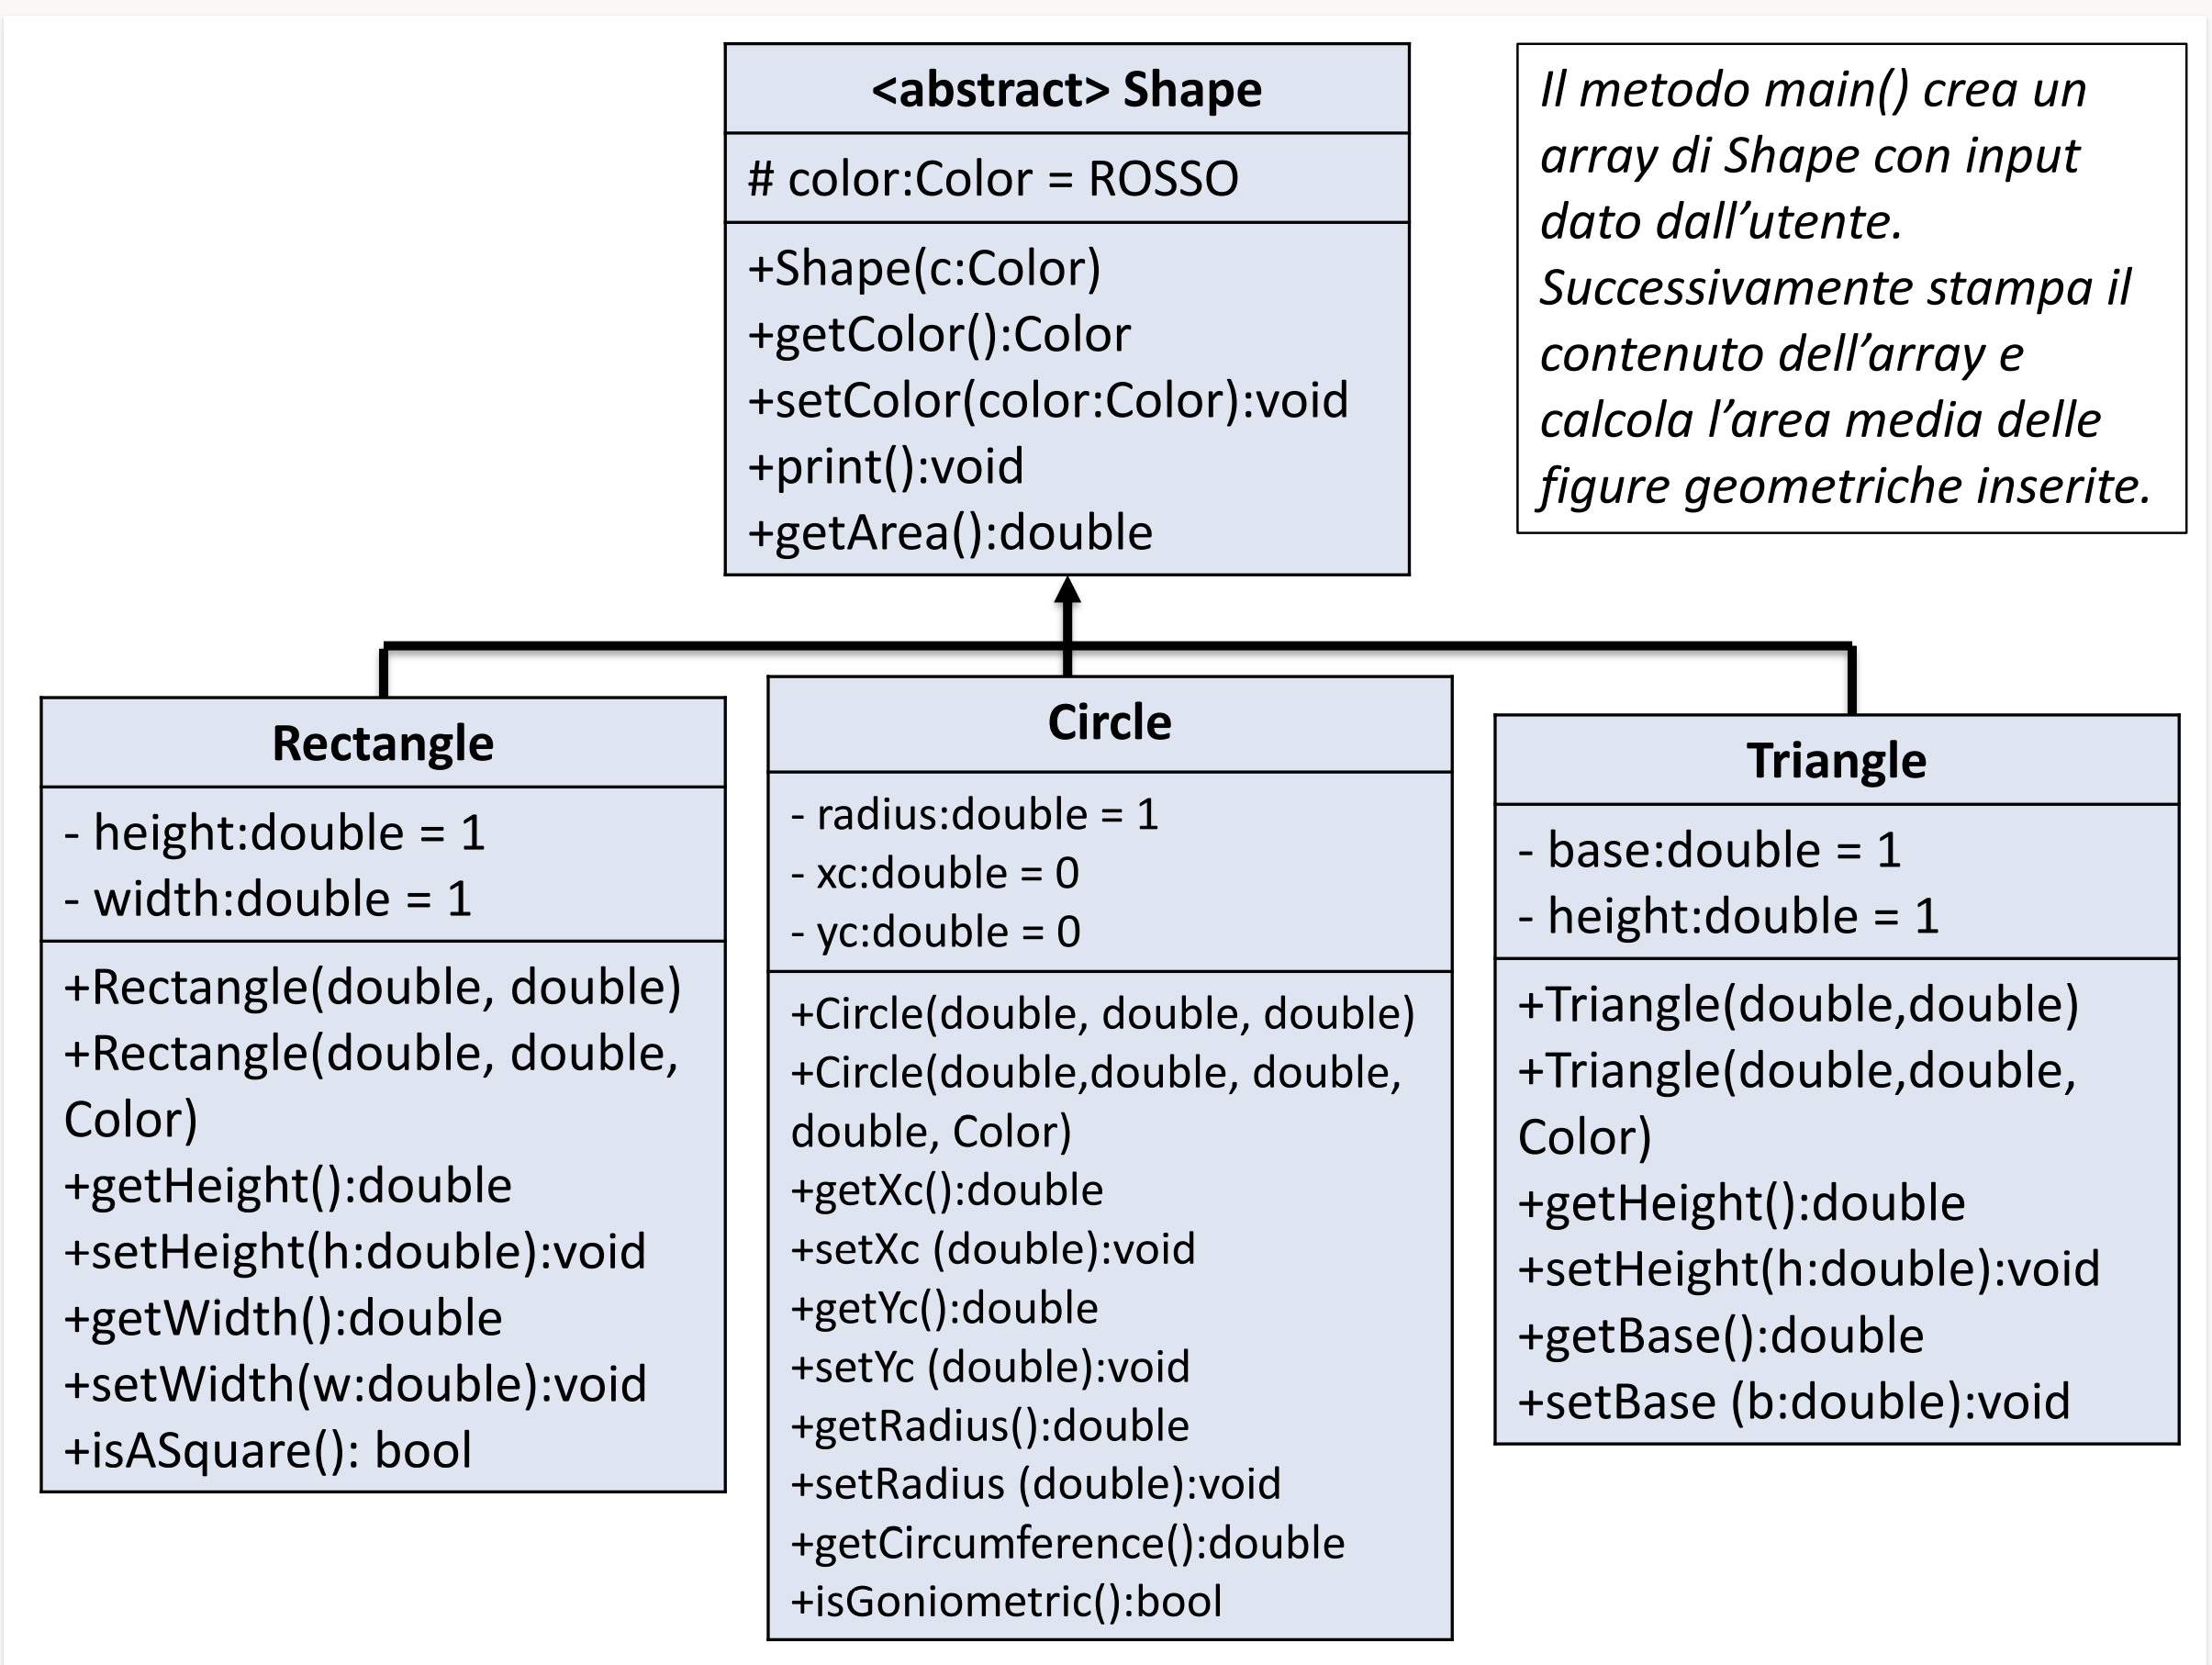 <abstract> Shape
# color:Color = ROSSO
+Shape(c:Color)
+getColor():Color
+setColor(color:Color):void
+print():void
+getArea():double
Il metodo main() crea un
array di Shape con input
dato dall’utente.
Successivamente stampa il
contenuto dell’array e
calcola l’area media delle
figure geometriche inserite.
Rectangle
- height:double = 1
- width:double = 1
+Rectangle(double, double)
+Rectangle(double, double,
Color)
+getHeight():double
+setHeight(h:double):void
+getWidth():double
+setWidth(w:double):void
+isASquare(): bool
Circle
- radius:double = 1
- xc:double = 0
- yc:double = 0
+Circle(double, double, double)
+Circle(double,double, double,
double, Color)
+getXc():double
+setXc (double):void
+getYc():double
+setYc (double):void
+getRadius():double
+setRadius (double):void
+getCircumference():double
+isGoniometric():bool
Triangle
- base:double = 1
- height:double = 1
+Triangle(double,double)
+Triangle(double,double,
Color)
+getHeight():double
+setHeight(h:double):void
+getBase():double
+setBase (b:double):void